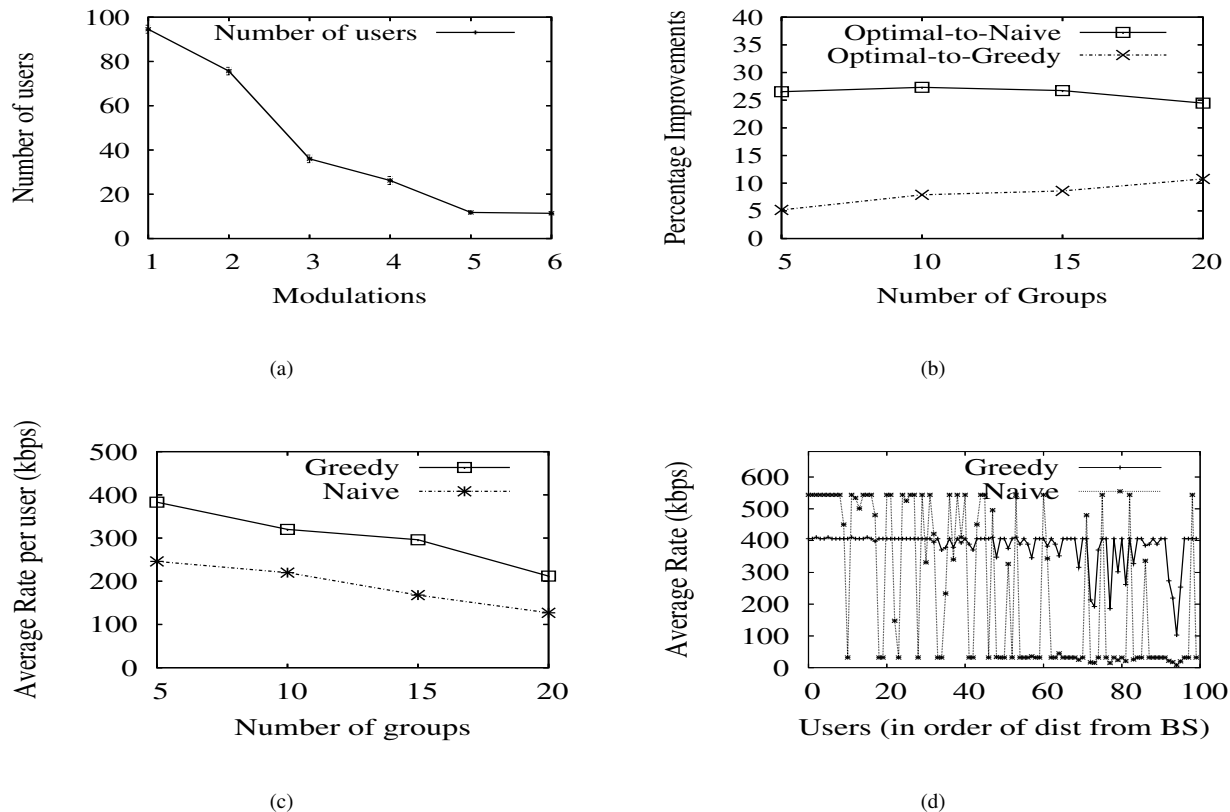 100
80
60
40
20
0
Number of users
Number of users
1 2 3 4 5 6
Modulations
(a)
40
35
30
25
20
15
10
5
0
Percentage Improvements
Optimal-to-Naive
Optimal-to-Greedy
5 10 15 20
Number of Groups
(b)
500
400
300
200
100
0
Average Rate per user (kbps)
Greedy
Naive
5 10 15 20
Number of groups
(c)
600
500
400
300
200
100
0
Average Rate (kbps)
Greedy
Naive
0 20 40 60 80 100
Users (in order of dist from BS)
(d)